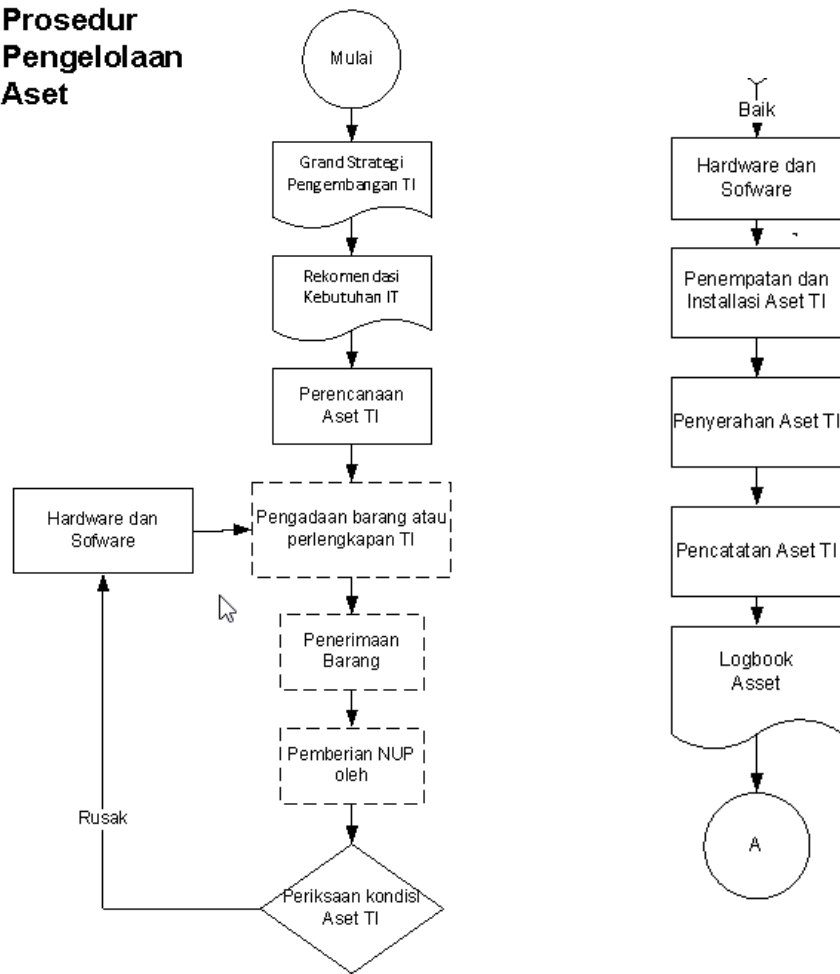 Prosedur
Pengelolaan
Aset
Mulai
Grand Strategi
Pengembangan TI
Rekomendasi
Kebutuhan IT
Perencanaan
Aset TI
Hardware dan
Sofware
Pengadaan barang atau
perlengkapan TI
Penerimaan
Barang
Pemberian NUP
oleh
Rusak
Periksaan kondisi
Aset TI
Baik
Hardware dan
Sofware
Penempatan dan
Installasi Aset TI
Penyerahan Aset TI
Pencatatan Aset TI
Logbook
Asset
A